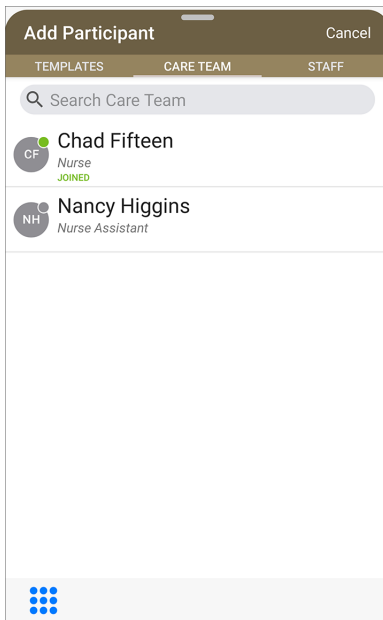 Add Participant
Cancel
TEMPLATES
CARE TEAM
STAFF
Search Care Team
CF
Chad Fifteen
Nurse
JOINED
NH
Nancy Higgins
Nurse Assistant